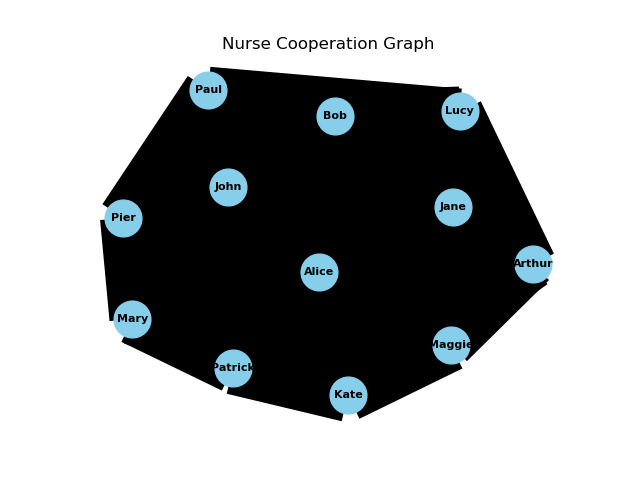 Nurse Cooperation Graph
Paul
Bob
Lucy
John
Jane
Pier
Arthur
Alice
Mary
Maggie
Patrick
Kate